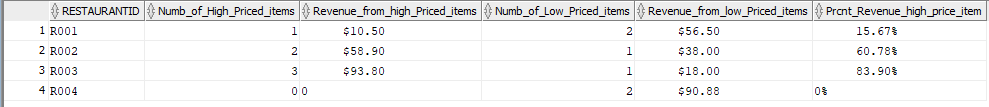 RESTAURANTID Numb_of_High_Priced_items Revenue_from_high_Priced_items Numb_of_Low_Priced_items Revenue_from_low_Priced_items Prcnt_Revenue_high_price_item
1 R001 1 $10.50 2 $56.50 15.67%
2 R002 2 $58.90 1 $38.00 60.78%
3 R003 3 $93.80 1 $18.00 83.90%
4 R004 0 0 2 $90.88 0%